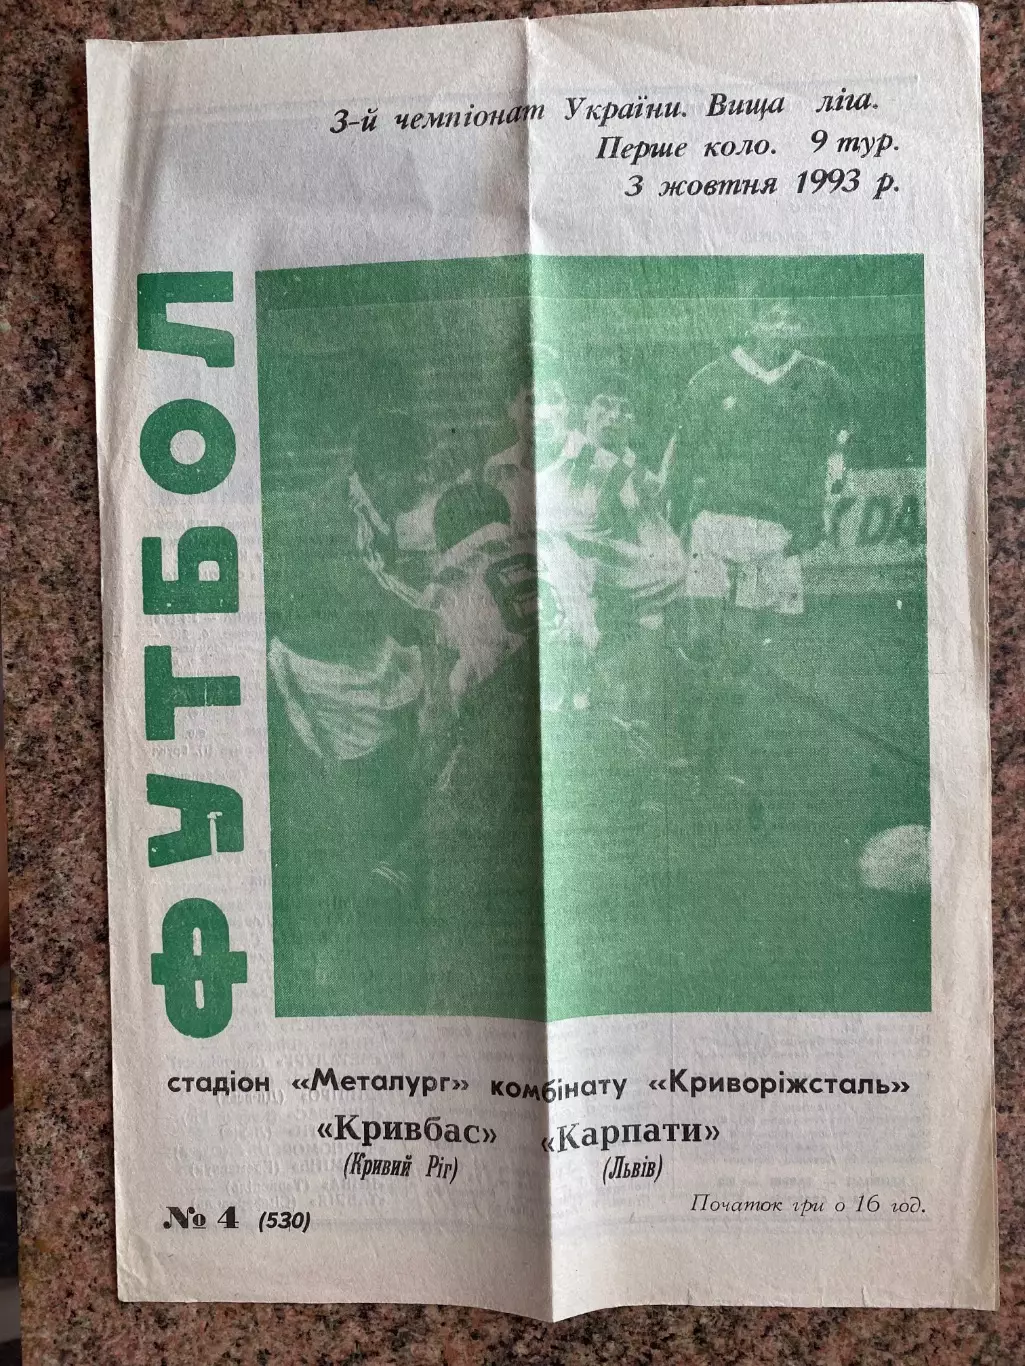 3-й чемпіонат України. Вища ліга.
Перше коло. 9 тур.
3 жовтня 1993 р.
ФУТБОЛ
CDA
стадіон «Металург» комбінату «Криворіжсталь»
«Кривбас» «Карпати»
(Кривий Ріг) (Львів)
Початок гри о 16 год.
№ 4 (530)